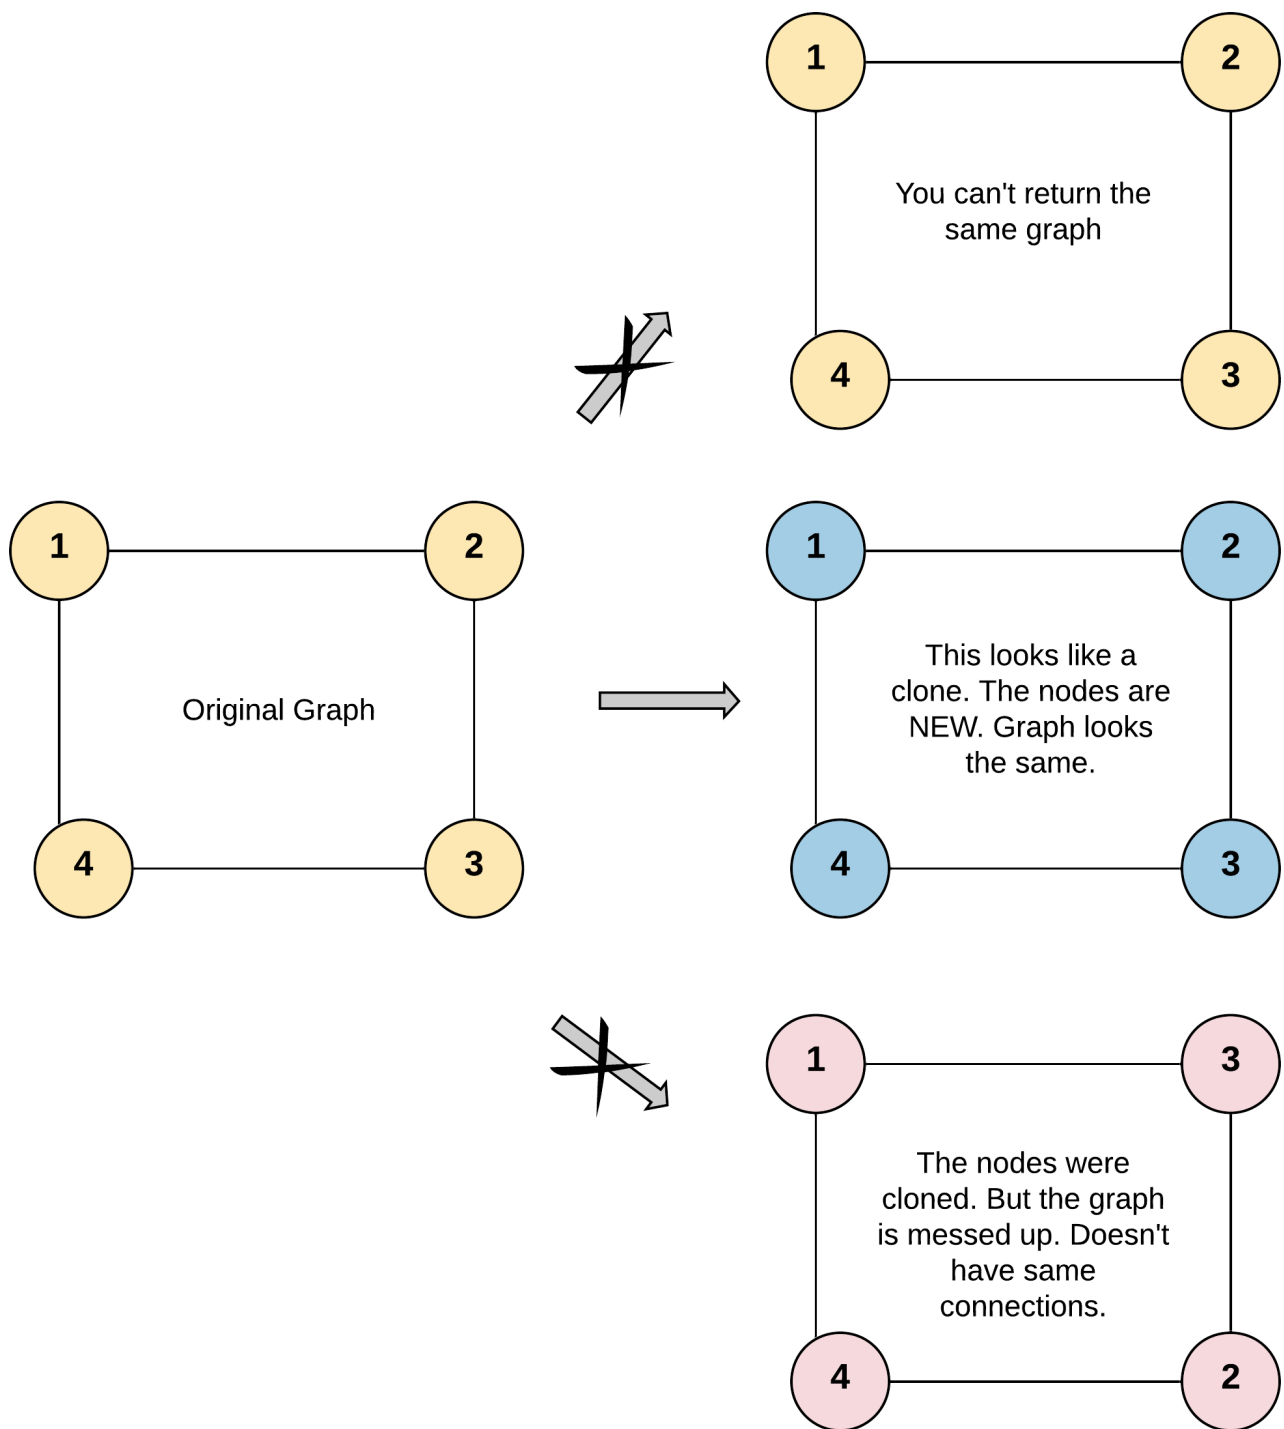 1
2
You can't return the
same graph
4
3
1
2
Original Graph
4
3
1
2
This looks like a
clone. The nodes are
NEW. Graph looks
the same.
4
3
1
3
The nodes were
cloned. But the graph
is messed up. Doesn't
have same
connections.
4
2